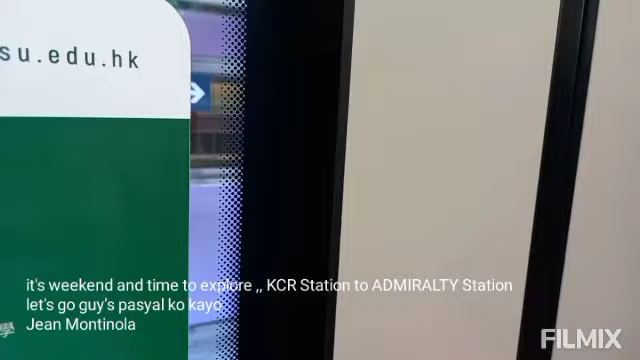 su.edu.hk
it's weekend and time to explore ,, KCR Station to ADMIRALTY Station
let's go guy's pasyal ko kayo
Jean Montinola
FILMIX